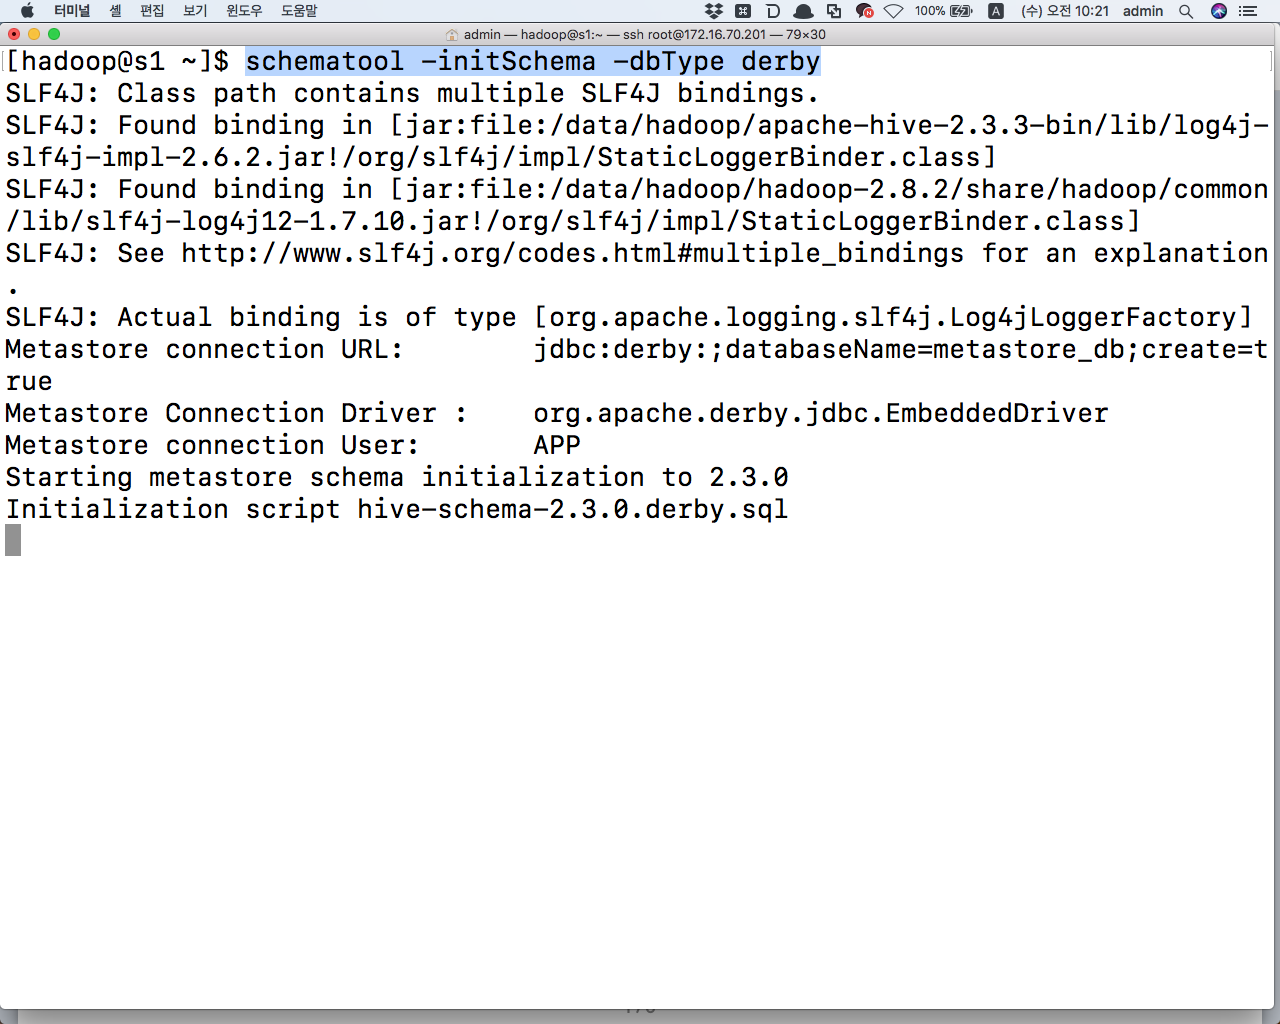 터미널 셸 편집 보기 윈도우 도움말 100% A (수) 오전 10:21 admin
admin — hadoop@s1:~ — ssh root@172.16.70.201 — 79×30
[hadoop@s1 ~]$ schematool -initSchema -dbType derby
SLF4J: Class path contains multiple SLF4J bindings.
SLF4J: Found binding in [jar:file:/data/hadoop/apache-hive-2.3.3-bin/lib/log4j-
slf4j-impl-2.6.2.jar!/org/slf4j/impl/StaticLoggerBinder.class]
SLF4J: Found binding in [jar:file:/data/hadoop/hadoop-2.8.2/share/hadoop/common
/lib/slf4j-log4j12-1.7.10.jar!/org/slf4j/impl/StaticLoggerBinder.class]
SLF4J: See http://www.slf4j.org/codes.html#multiple_bindings for an explanation
.
SLF4J: Actual binding is of type [org.apache.logging.slf4j.Log4jLoggerFactory]
Metastore connection URL: jdbc:derby:;databaseName=metastore_db;create=t
rue
Metastore Connection Driver : org.apache.derby.jdbc.EmbeddedDriver
Metastore connection User: APP
Starting metastore schema initialization to 2.3.0
Initialization script hive-schema-2.3.0.derby.sql